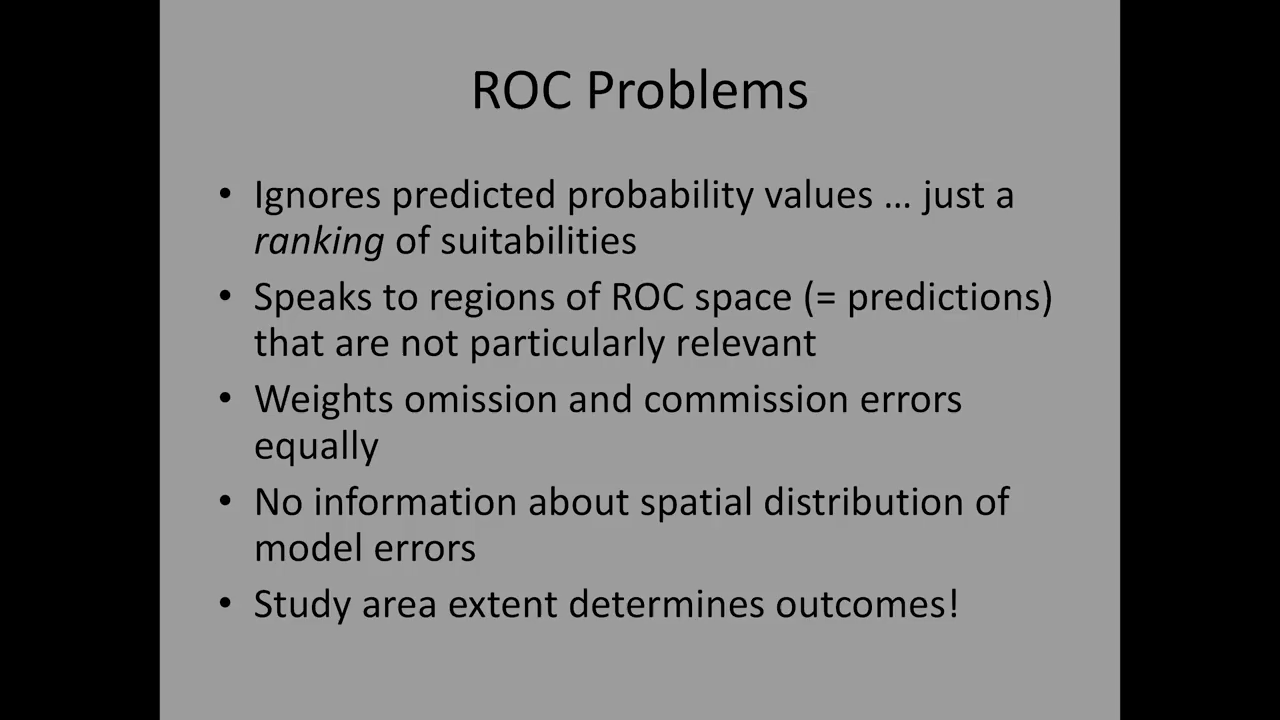 ROC Problems
• Ignores predicted probability values … just a
ranking of suitabilities
• Speaks to regions of ROC space (= predictions)
that are not particularly relevant
• Weights omission and commission errors
equally
• No information about spatial distribution of
model errors
• Study area extent determines outcomes!